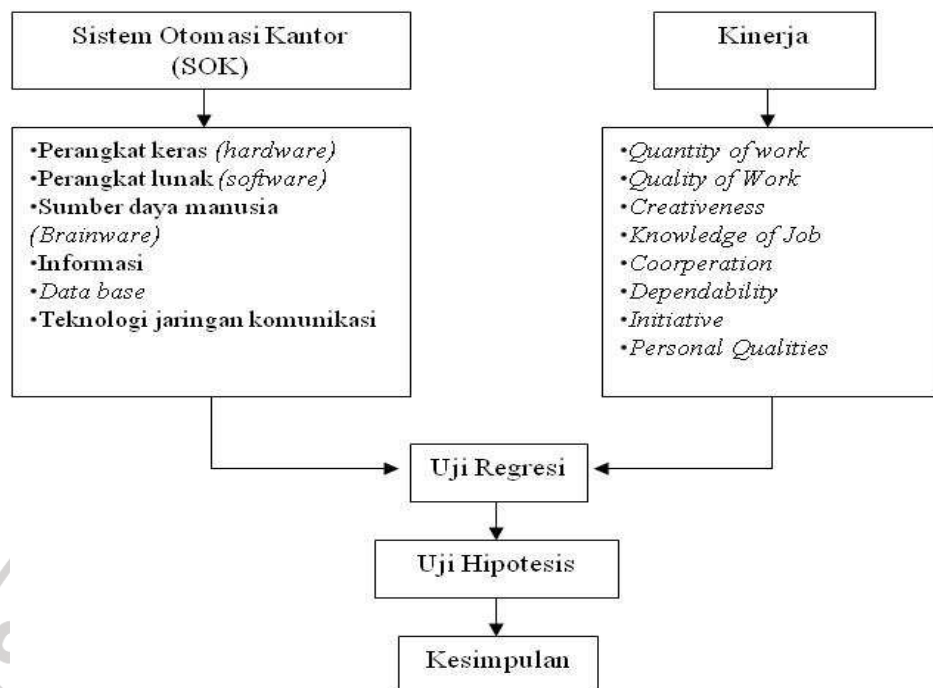 Sistem Otomasi Kantor
(SOK)
•Perangkat keras (hardware)
•Perangkat lunak (software)
•Sumber daya manusia
(Brainware)
•Informasi
•Data base
•Teknologi jaringan komunikasi
Kinerja
•Quantity of work
•Quality of Work
•Creativeness
•Knowledge of Job
•Coorperation
•Dependability
•Initiative
•Personal Qualities
Uji Regresi
Uji Hipotesis
Kesimpulan